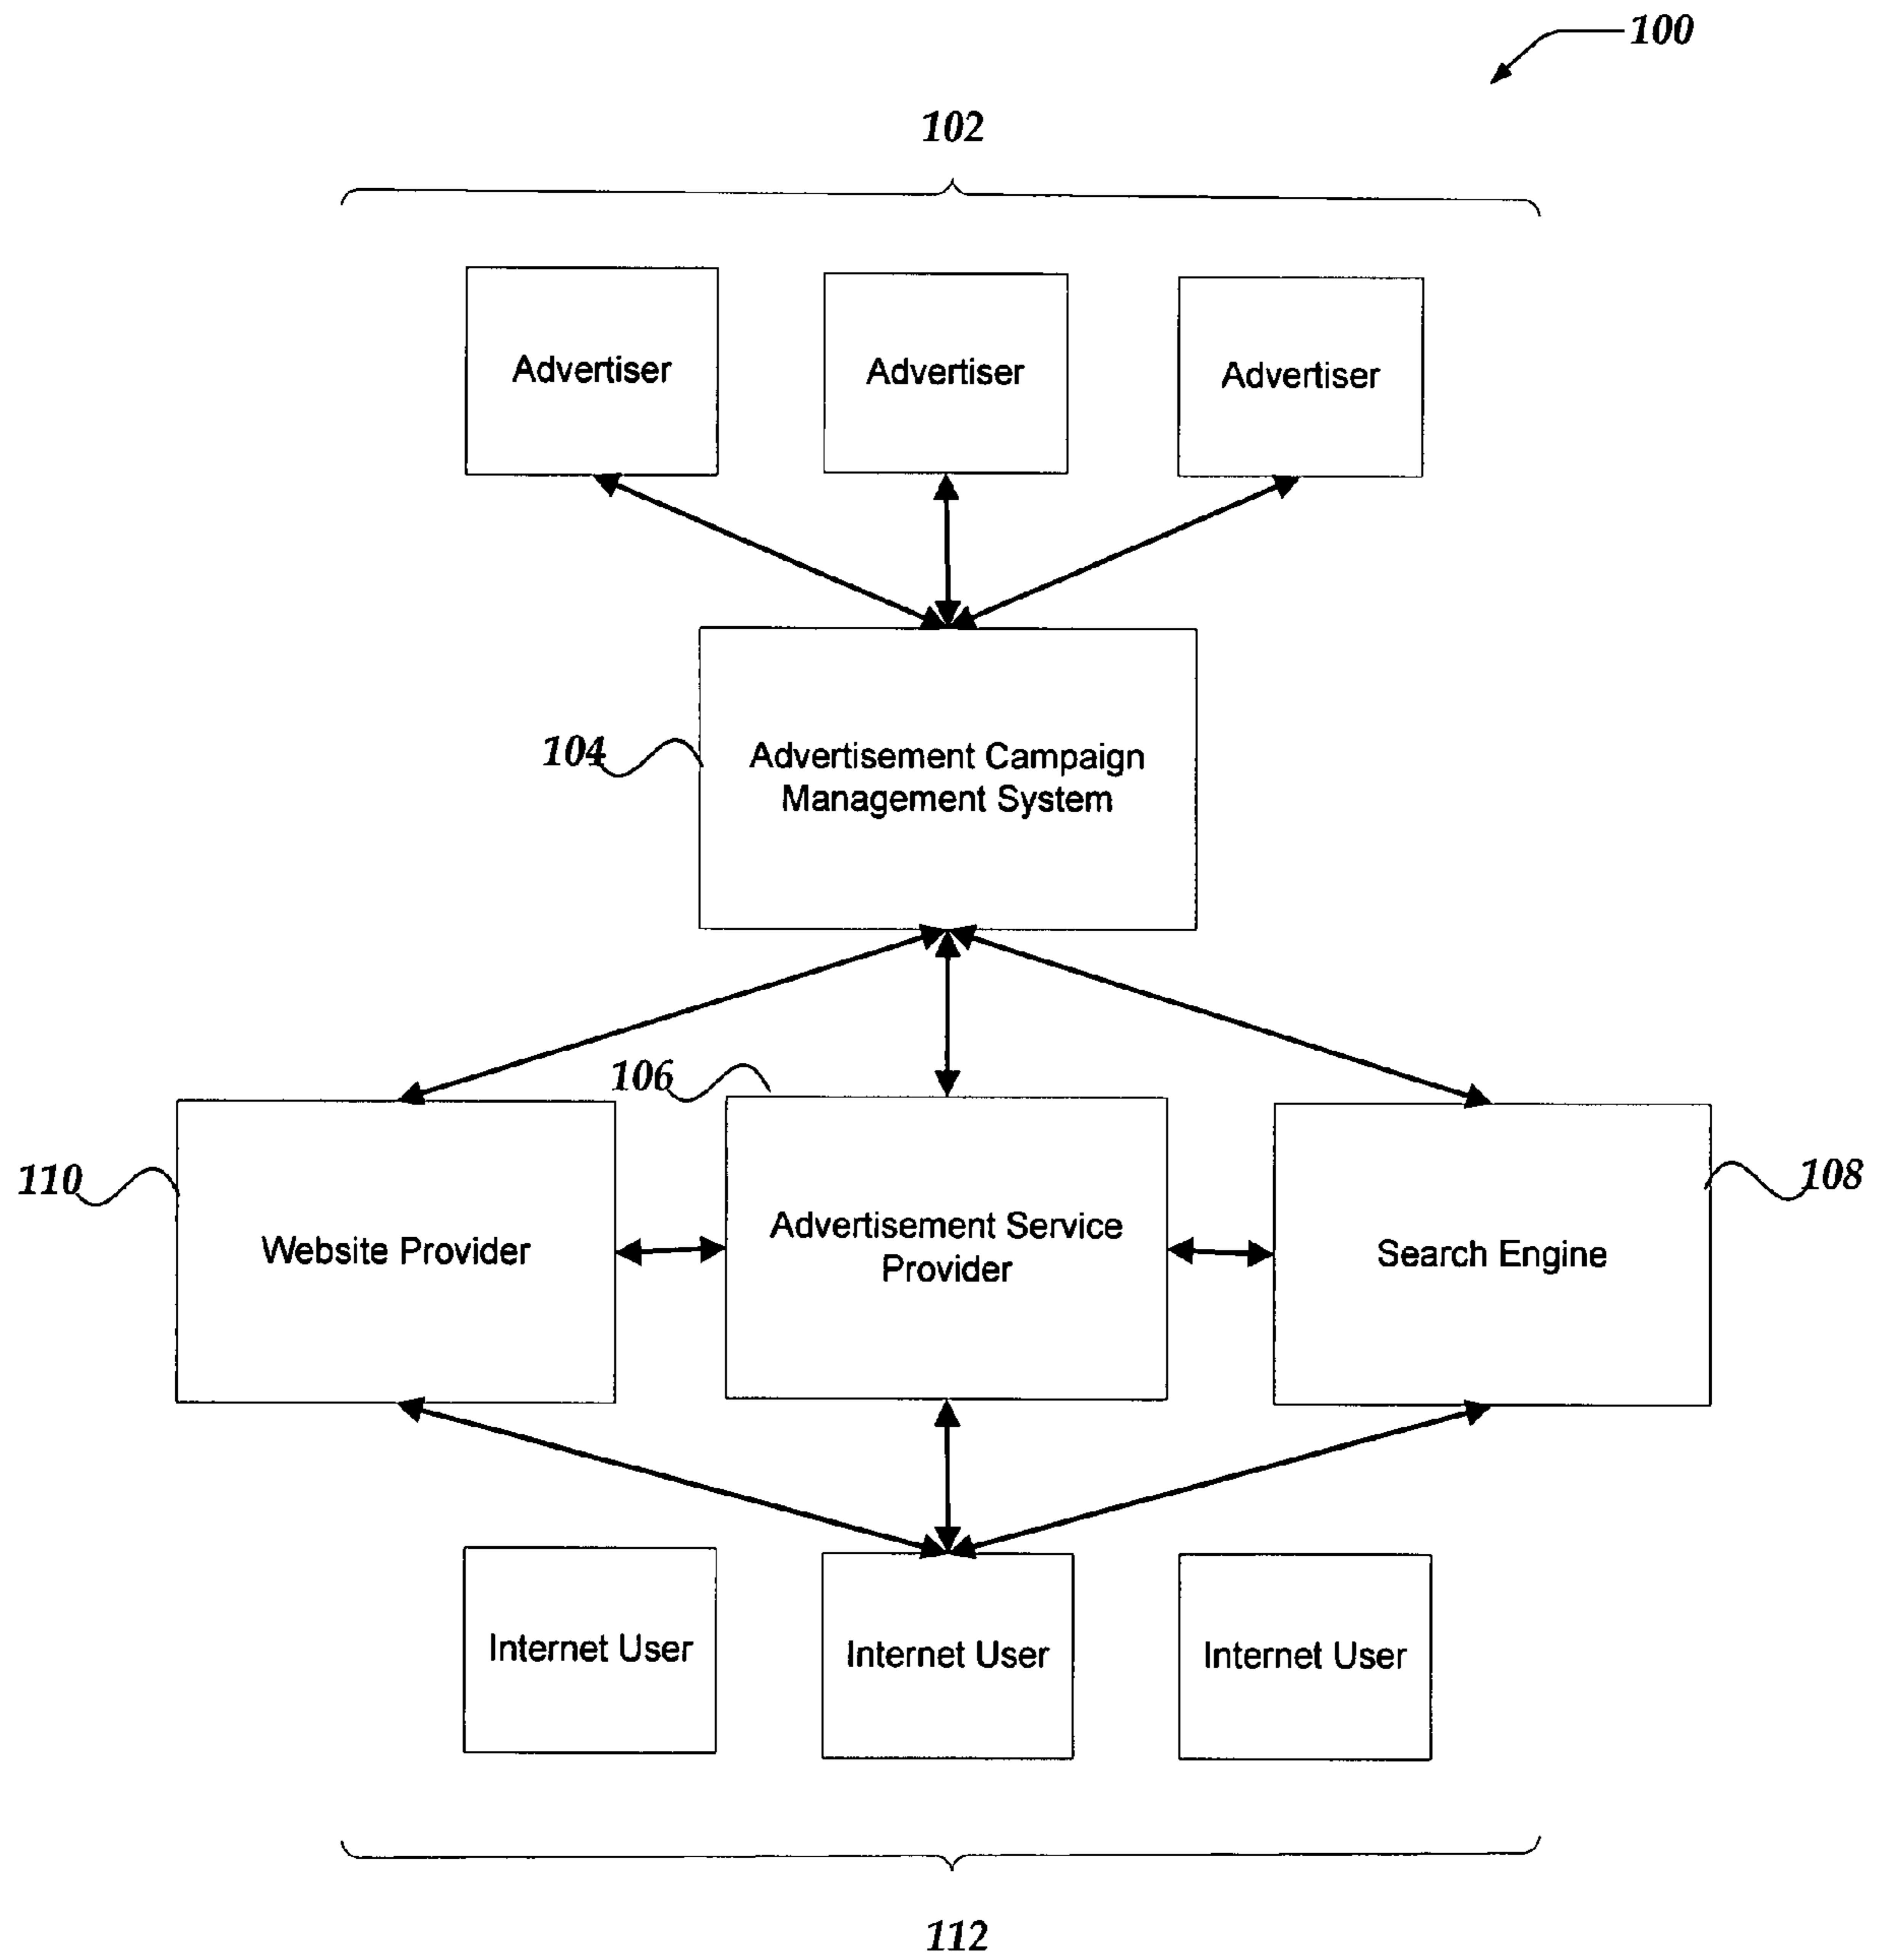 100
102
Advertiser
Advertiser
Advertiser
104
Advertisement Campaign
Management System
106
110
108
Website Provider
Advertisement Service
Provider
Search Engine
Internet User
Internet User
Internet User
112